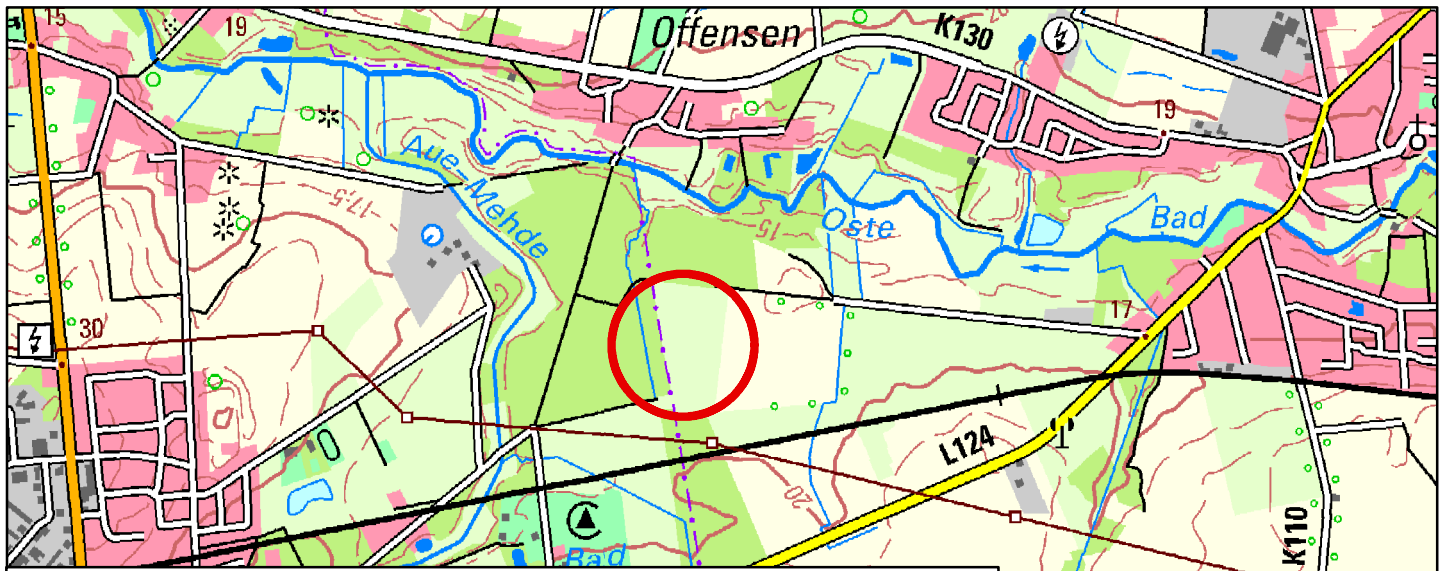 15
19
Offensen
K130
19
Aue-Mehde
-17,5
Oste
15
Bad
17
30
L124
20
K110
Bad